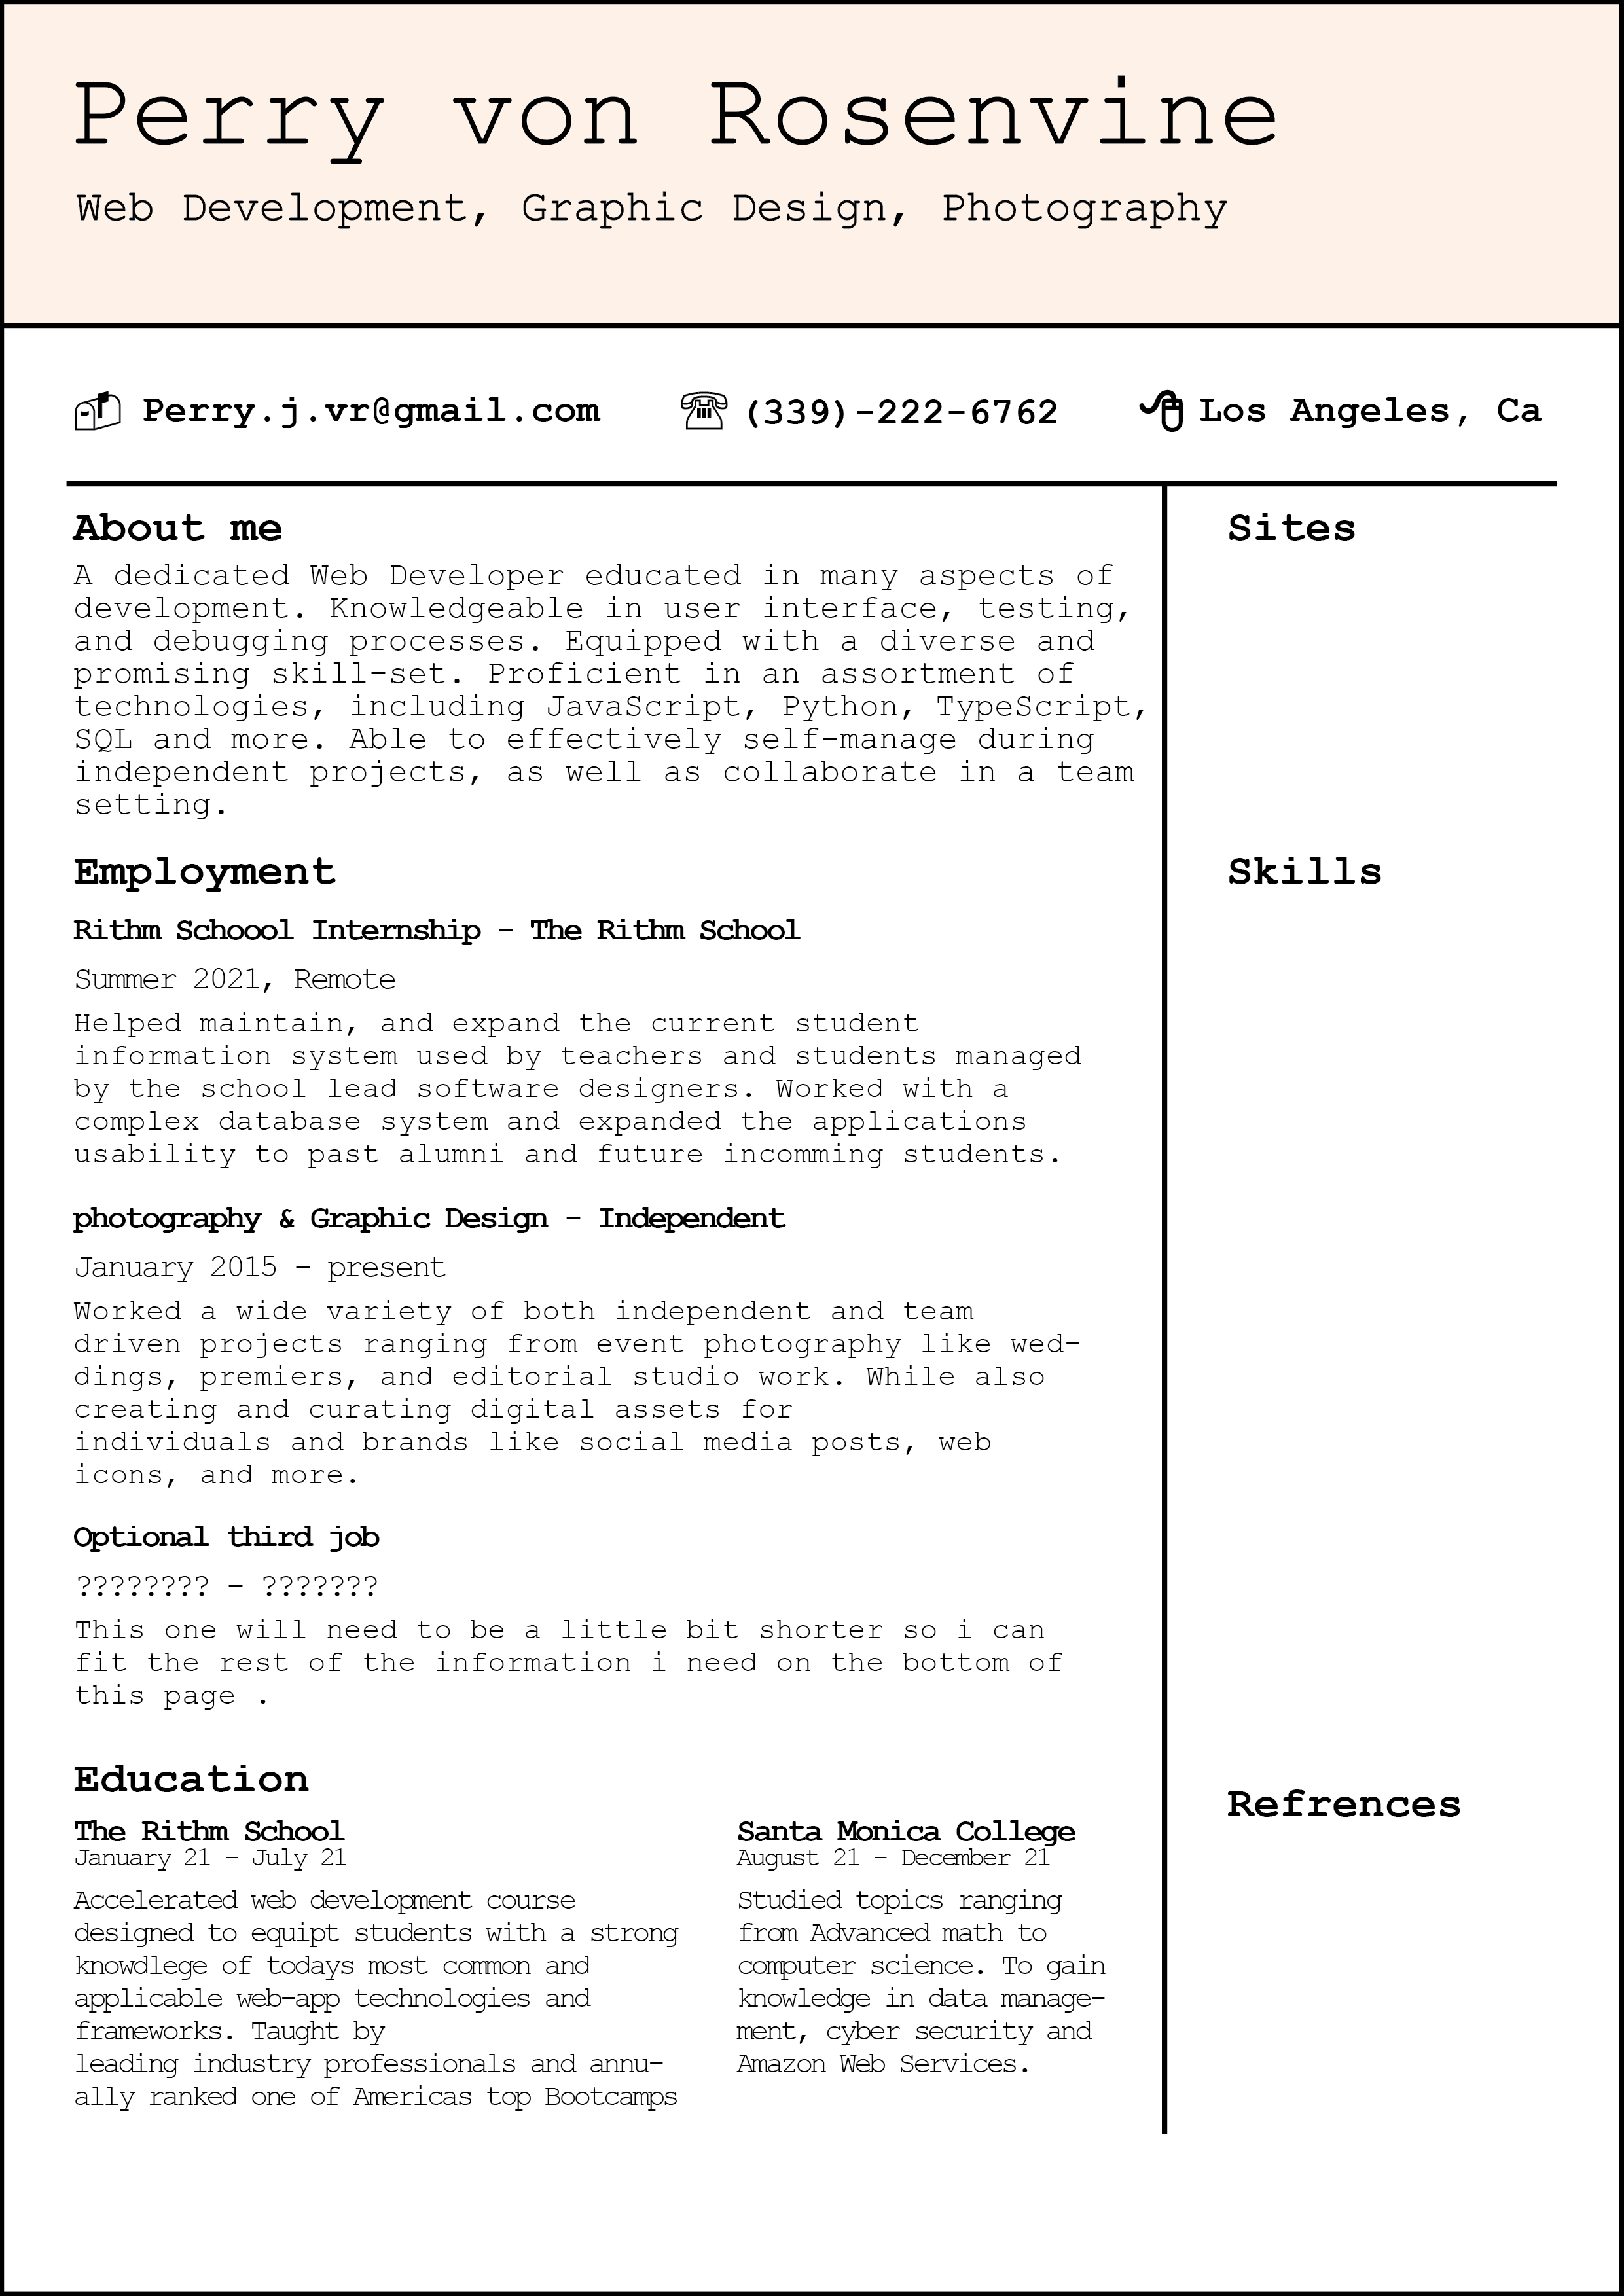 Perry von Rosenvine
Web Development, Graphic Design, Photography
Perry.j.vr@gmail.com
(339)-222-6762
Los Angeles, Ca
About me
A dedicated Web Developer educated in many aspects of
development. Knowledgeable in user interface, testing,
and debugging processes. Equipped with a diverse and
promising skill-set. Proficient in an assortment of
technologies, including JavaScript, Python, TypeScript,
SQL and more. Able to effectively self-manage during
independent projects, as well as collaborate in a team
setting.
Employment
Rithm Schoool Internship - The Rithm School
Summer 2021, Remote
Helped maintain, and expand the current student
information system used by teachers and students managed
by the school lead software designers. Worked with a
complex database system and expanded the applications
usability to past alumni and future incomming students.
photography & Graphic Design - Independent
January 2015 - present
Worked a wide variety of both independent and team
driven projects ranging from event photography like wed-
dings, premiers, and editorial studio work. While also
creating and curating digital assets for
individuals and brands like social media posts, web
icons, and more.
Optional third job
???????? - ???????
This one will need to be a little bit shorter so i can
fit the rest of the information i need on the bottom of
this page .
Education
The Rithm School
January 21 - July 21
Accelerated web development course
designed to equipt students with a strong
knowdlege of todays most common and
applicable web-app technologies and
frameworks. Taught by
leading industry professionals and annu-
ally ranked one of Americas top Bootcamps
Santa Monica College
August 21 - December 21
Studied topics ranging
from Advanced math to
computer science. To gain
knowledge in data manage-
ment, cyber security and
Amazon Web Services.
Sites
Skills
Refrences